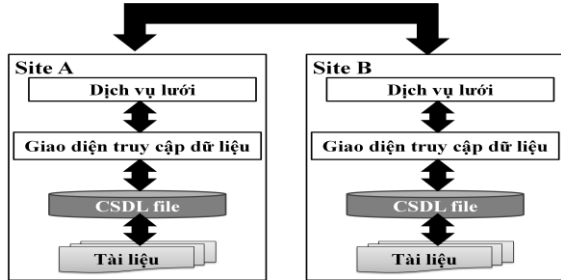 Site A
Dịch vụ lưới
Giao diện truy cập dữ liệu
CSDL file
Tài liệu
Site B
Dịch vụ lưới
Giao diện truy cập dữ liệu
CSDL file
Tài liệu